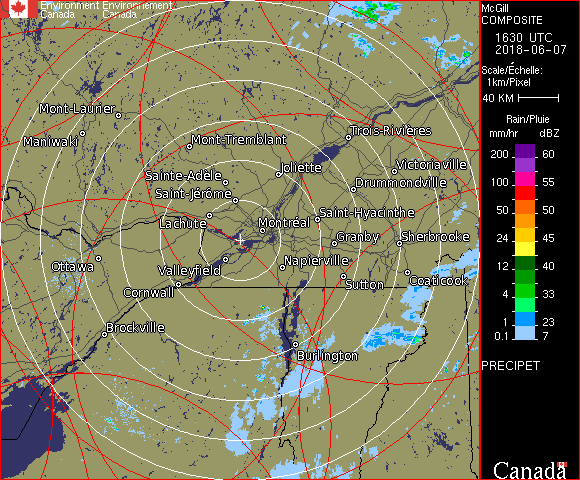 Environment Environnement
Canada Canada
McGill
COMPOSITE
1630 UTC
2018-06-07
Scale/Échelle:
1km/Pixel
40 KM
Rain/Pluie
mm/hr dBZ
200 60
100 55
50 50
24 45
12 40
4 33
1 23
0.1 7
PRECIPET
Canada
Mont-Laurier
Maniwaki
Mont-Tremblant
Trois-Rivières
Sainte-Adèle
Joliette
Victoriaville
Saint-Jérôme
Drummondville
Lachute
Montréal
Saint-Hyacinthe
Granby
Sherbrooke
Ottawa
Valleyfield
Napierville
Cornwall
Sutton
Coaticook
Brockville
Burlington